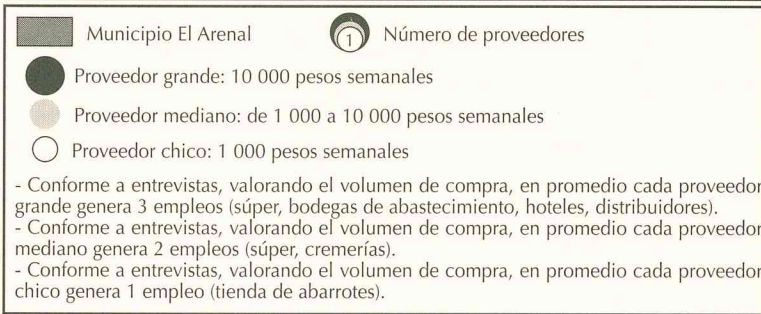 Municipio El Arenal
1 Número de proveedores
Proveedor grande: 10 000 pesos semanales
Proveedor mediano: de 1 000 a 10 000 pesos semanales
Proveedor chico: 1 000 pesos semanales
- Conforme a entrevistas, valorando el volumen de compra, en promedio cada proveedor
grande genera 3 empleos (súper, bodegas de abastecimiento, hoteles, distribuidores).
- Conforme a entrevistas, valorando el volumen de compra, en promedio cada proveedor
mediano genera 2 empleos (súper, cremerías).
- Conforme a entrevistas, valorando el volumen de compra, en promedio cada proveedor
chico genera 1 empleo (tienda de abarrotes).